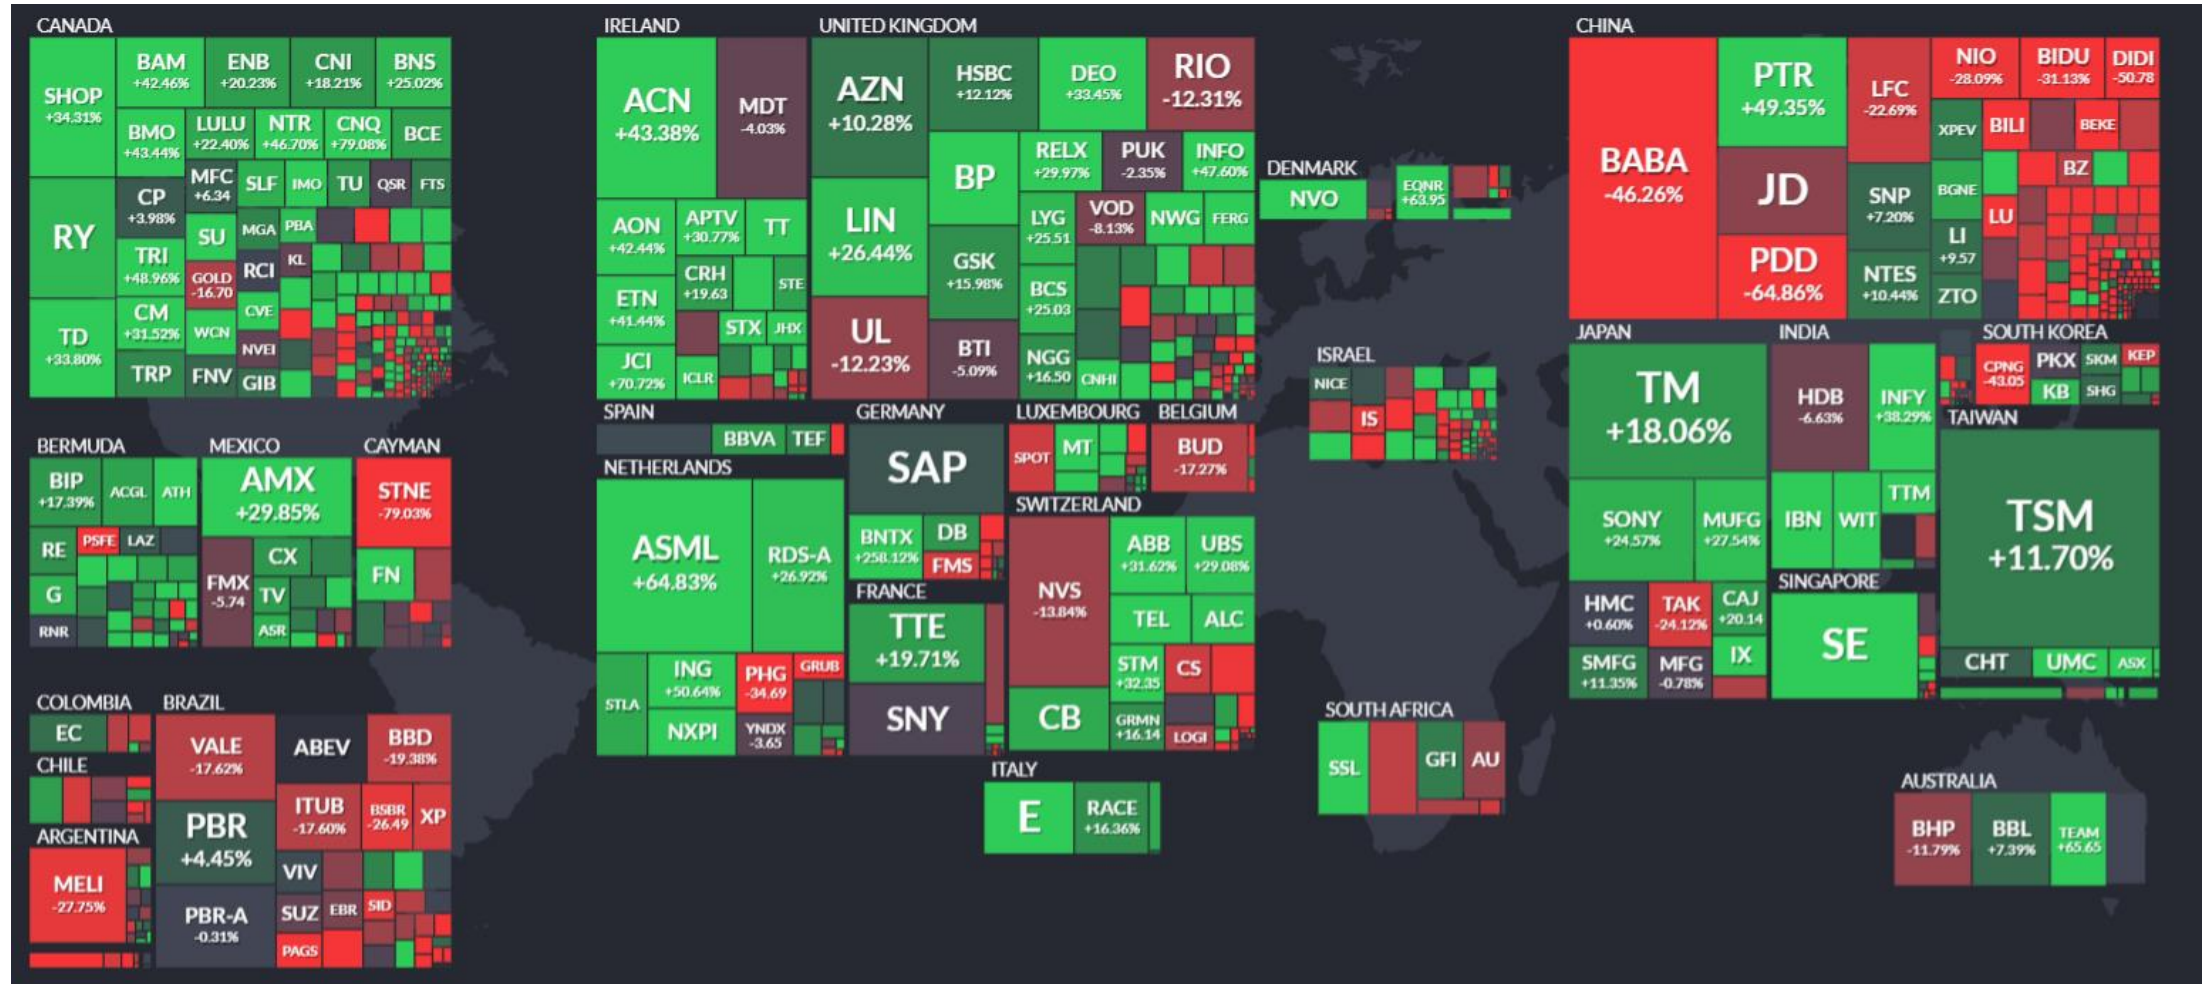 CANADA
SHOP
+34.31%
BAM
+42.46%
ENB
+20.23%
CNI
+18.21%
BNS
+25.02%
BMO
+43.44%
LULU
+22.40%
NTR
+46.70%
CNQ
+79.08%
BCE
RY
CP
+3.98%
MFC
+6.34
SLF
IMO
TU
QSR
FTS
TRI
+48.96%
SU
MGA
PBA
GOLD
-16.70
RCI
KL
TD
+33.80%
CM
+31.52%
WCN
CVE
NVEI
TRP
FNV
GIB
IRELAND
ACN
+43.38%
MDT
-4.03%
AON
+42.44%
APTV
+30.77%
TT
CRH
+19.63
STE
ETN
+41.44%
STX
JHX
JCI
+70.72%
ICLR
UNITED KINGDOM
AZN
+10.28%
HSBC
+12.12%
DEO
+33.45%
RIO
-12.31%
BP
RELX
+29.97%
PUK
-2.35%
INFO
+47.60%
LIN
+26.44%
LYG
+25.51
VOD
-8.13%
NWG
FERG
GSK
+15.98%
BCS
+25.03
UL
-12.23%
BTI
-5.09%
NGG
+16.50
CNHI
DENMARK
NVO
EQNR
+63.95
CHINA
BABA
-46.26%
PTR
+49.35%
LFC
-22.69%
NIO
-28.09%
BIDU
-31.13%
DIDI
-50.78
XPEV
BILI
BEKE
JD
SNP
+7.20%
BGNE
BZ
LU
PDD
-64.86%
LI
+9.57
NTES
+10.44%
ZTO
ISRAEL
NICE
IS
JAPAN
TM
+18.06%
SONY
+24.57%
MUFG
+27.54%
HMC
+0.60%
TAK
-24.12%
CAJ
+20.14
SMFG
+11.35%
MFG
-0.78%
IX
INDIA
HDB
-6.63%
INFY
+38.29%
IBN
WIT
TTM
SOUTH KOREA
CPNG
-43.05
PKX
SKM
KEP
KB
SHG
TAIWAN
TSM
+11.70%
CHT
UMC
ASX
SINGAPORE
SE
BERMUDA
BIP
+17.39%
ACGL
ATH
RE
PSFE
LAZ
G
RNR
MEXICO
AMX
+29.85%
FMX
-5.74
CX
TV
ASR
CAYMAN
STNE
-79.03%
FN
SPAIN
BBVA
TEF
GERMANY
SAP
BNTX
+258.12%
DB
FMS
LUXEMBOURG
SPOT
MT
BELGIUM
BUD
-17.27%
NETHERLANDS
ASML
+64.83%
RDS-A
+26.92%
STLA
ING
+50.64%
PHG
-34.69
GRUB
NXPI
YNDX
-3.65
FRANCE
TTE
+19.71%
SNY
SWITZERLAND
NVS
-13.84%
ABB
+31.62%
UBS
+29.08%
TEL
ALC
STM
+32.35
CS
CB
GRMN
+16.14
LOGI
ITALY
E
RACE
+16.36%
COLOMBIA
EC
CHILE
ARGENTINA
MELI
-27.75%
BRAZIL
VALE
-17.62%
ABEV
BBD
-19.38%
PBR
+4.45%
ITUB
-17.60%
BSBR
-26.49
XP
VIV
PBR-A
-0.31%
SUZ
EBR
SID
PAGS
SOUTH AFRICA
SSL
GFI
AU
AUSTRALIA
BHP
-11.79%
BBL
+7.39%
TEAM
+65.65